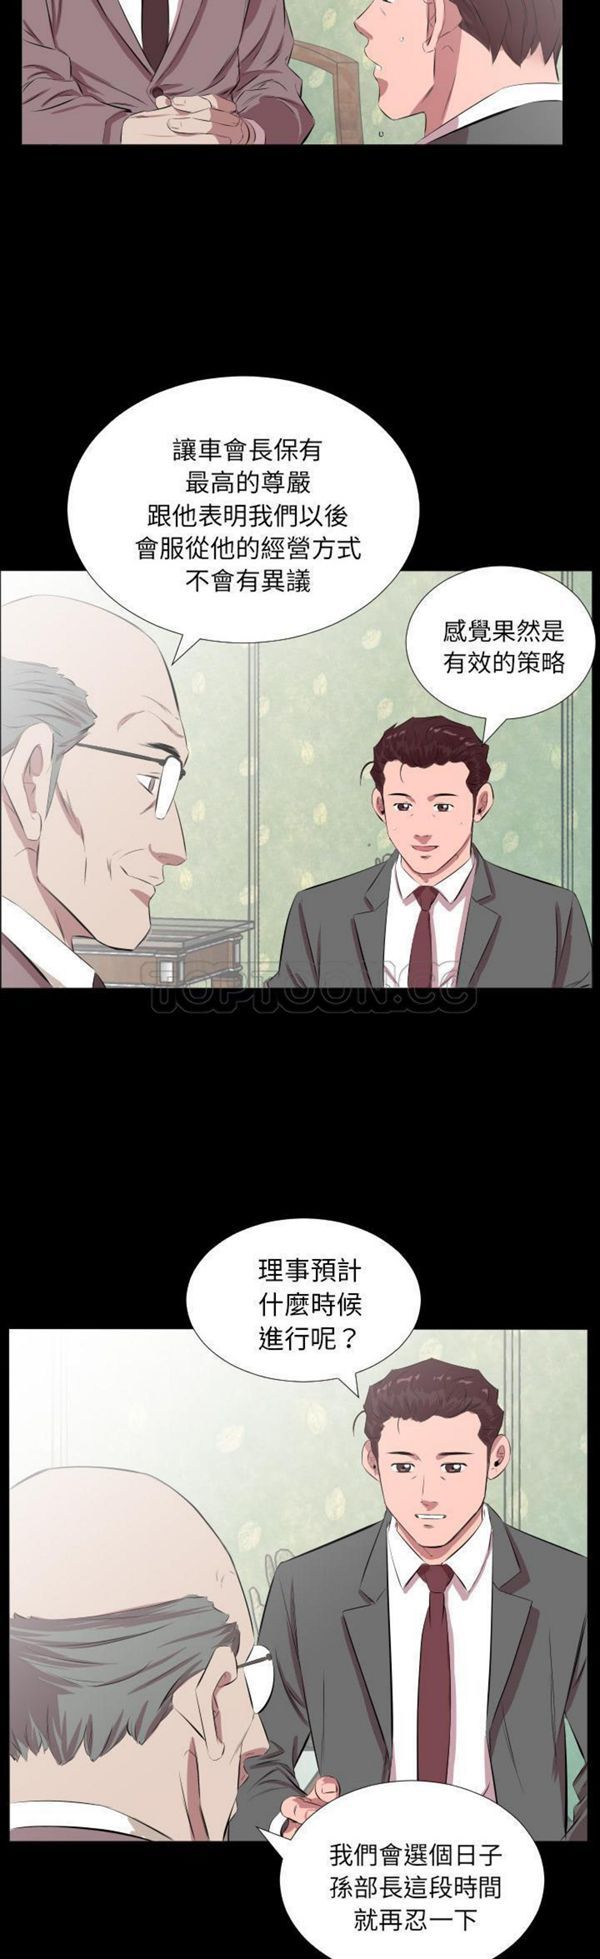 讓車會長保有
最高的尊嚴
跟他表明我們以後
會服從他的經營方式
不會有異議
感覺果然是
有效的策略
TOPTOON.CC
理事預計
什麼時候
進行呢？
我們會選個日子
孫部長這段時間
就再忍一下